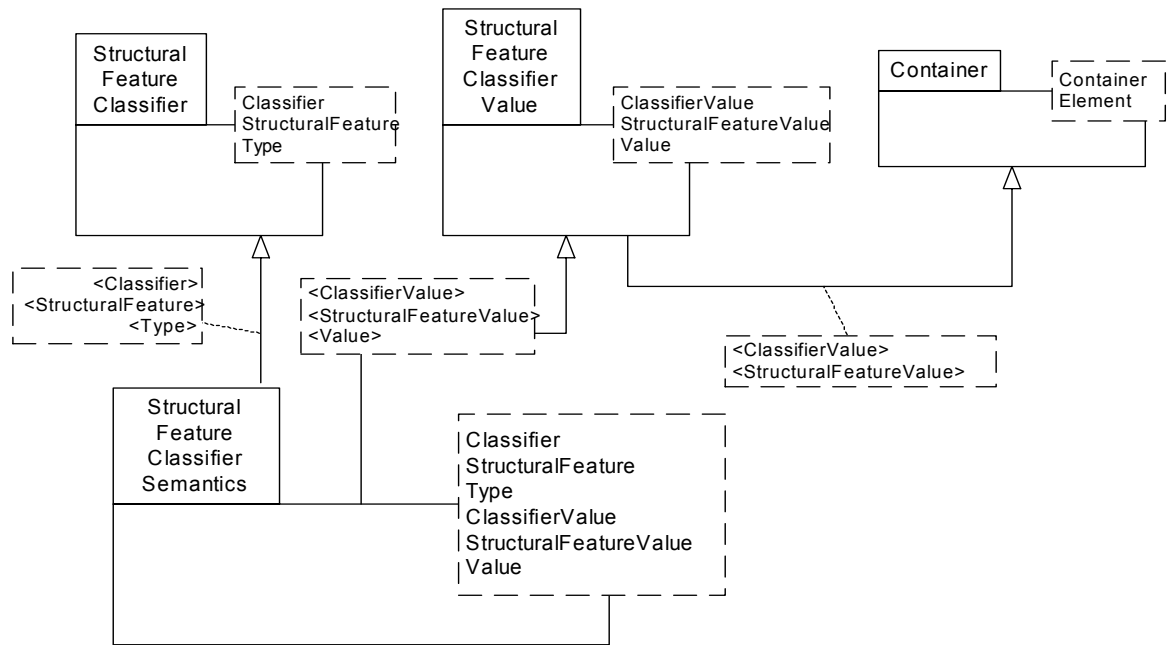 Structural
Feature
Classifier
Classifier
StructuralFeature
Type
Structural
Feature
Classifier
Value
ClassifierValue
StructuralFeatureValue
Value
Container
Container
Element
<Classifier>
<StructuralFeature>
<Type>
<ClassifierValue>
<StructuralFeatureValue>
<Value>
<ClassifierValue>
<StructuralFeatureValue>
Structural
Feature
Classifier
Semantics
Classifier
StructuralFeature
Type
ClassifierValue
StructuralFeatureValue
Value